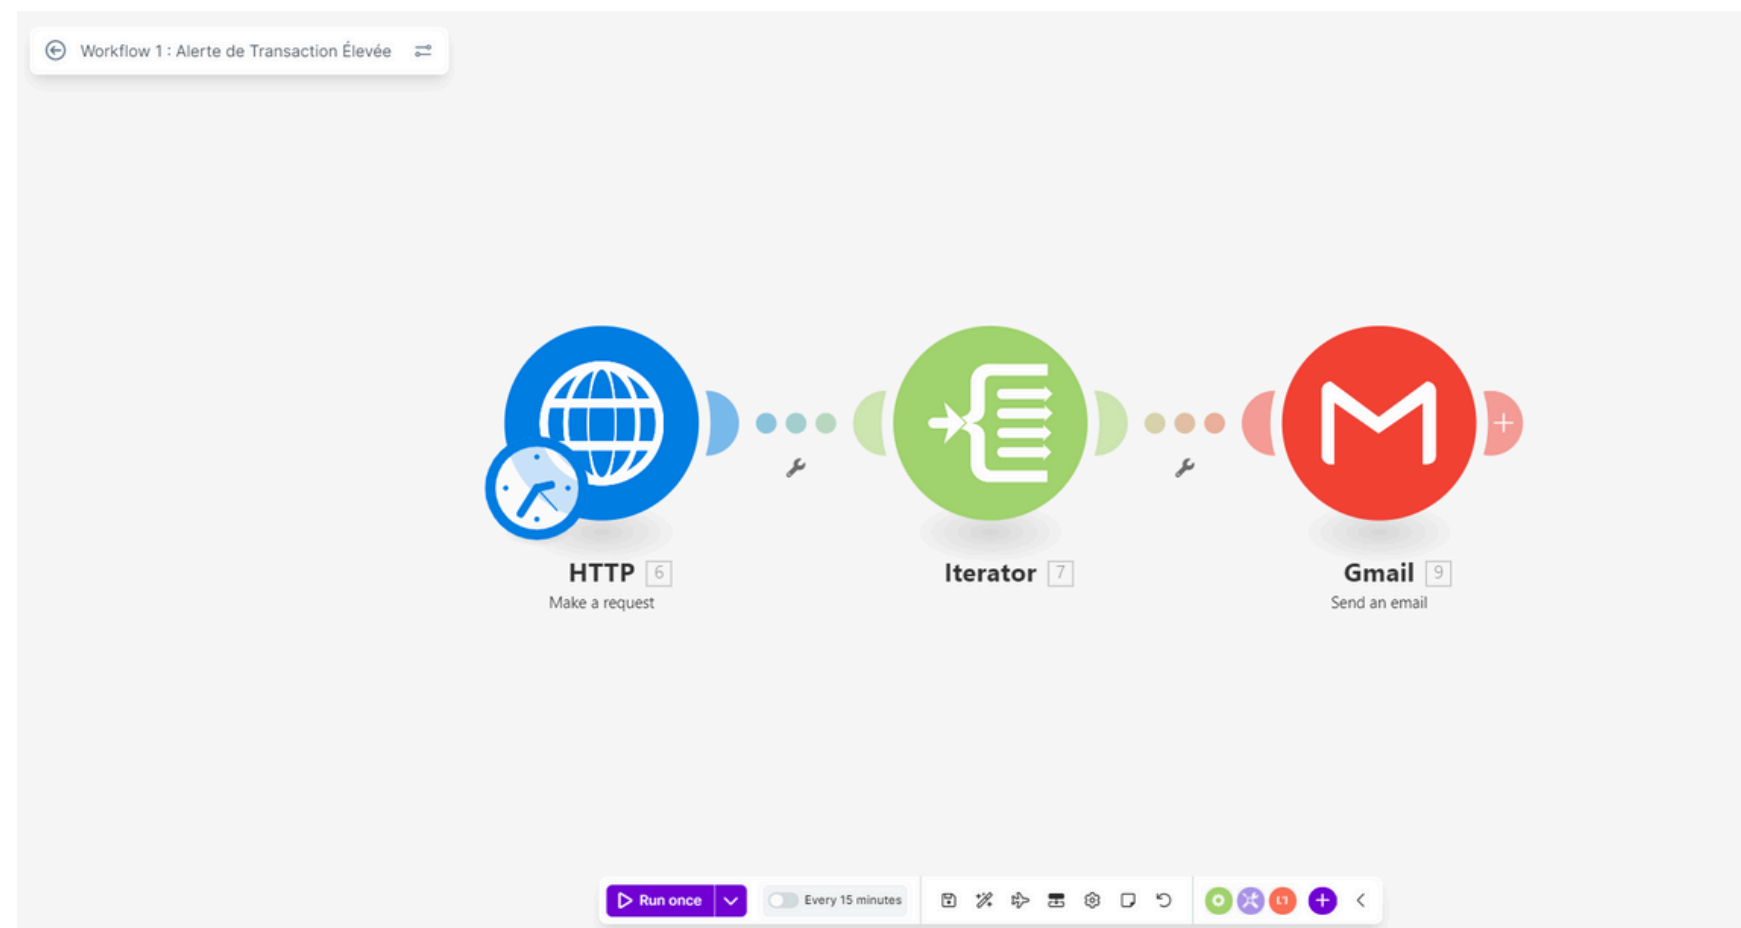 Workflow 1 : Alerte de Transaction Élevée
HTTP 6
Make a request
Iterator 7
Gmail 9
Send an email
Run once
Every 15 minutes